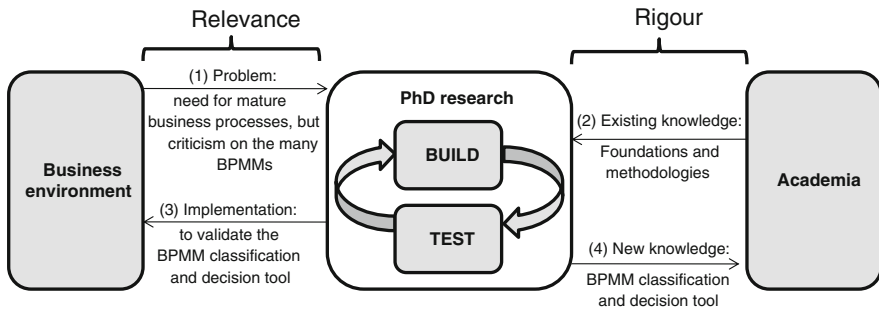 Relevance
Rigour
(1) Problem:
need for mature
business processes, but
criticism on the many
BPMMs
Business
environment
(3) Implementation:
to validate the
BPMM classification
and decision tool
PhD research
BUILD
TEST
(2) Existing knowledge:
Foundations and
methodologies
(4) New knowledge:
BPMM classification
and decision tool
Academia